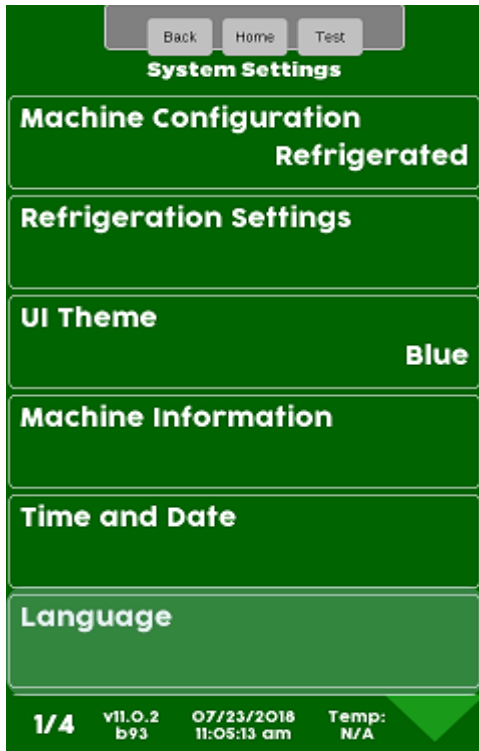 Back Home Test
System Settings
Machine Configuration
Refrigerated
Refrigeration Settings
UI Theme
Blue
Machine Information
Time and Date
Language
1/4 v11.0.2 07/23/2018 Temp:
b93 11:05:13 am N/A